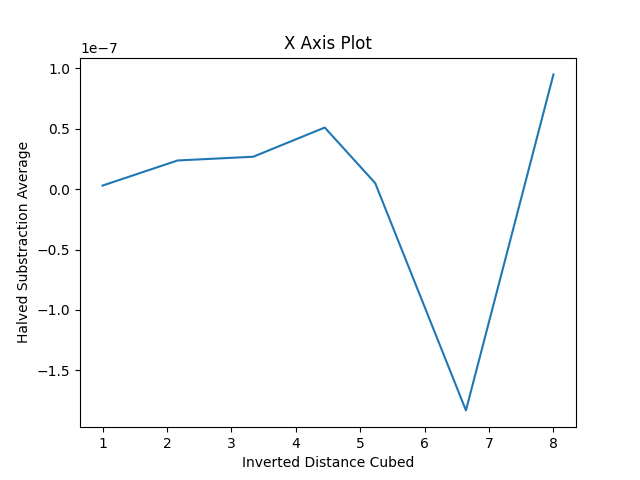 X Axis Plot
1e−7
1.0
0.5
0.0
−0.5
−1.0
−1.5
Halved Substraction Average
1 2 3 4 5 6 7 8
Inverted Distance Cubed